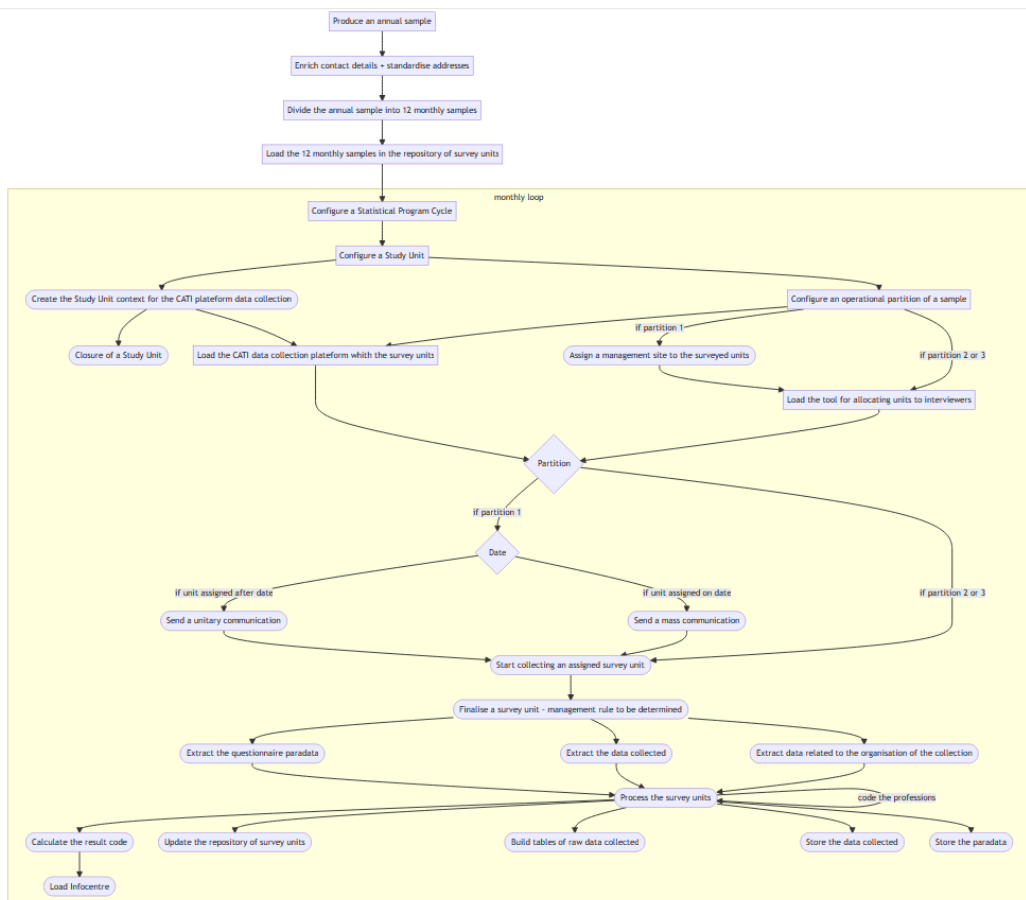 Produce an annual sample
Enrich contact details + standardise addresses
Divide the annual sample into 12 monthly samples
Load the 12 monthly samples in the repository of survey units
monthly loop
Configure a Statistical Program Cycle
Configure a Study Unit
Create the Study Unit context for the CATI plateform data collection
Configure an operational partition of a sample
if partition 1
Closure of a Study Unit
Load the CATI data collection plateform whith the survey units
Assign a management site to the surveyed units
if partition 2 or 3
Load the tool for allocating units to interviewers
Partition
if partition 1
Date
if unit assigned after date
if unit assigned on date
if partition 2 or 3
Send a unitary communication
Send a mass communication
Start collecting an assigned survey unit
Finalise a survey unit - management rule to be determined
Extract the questionnaire paradata
Extract the data collected
Extract data related to the organisation of the collection
Process the survey units
code the professions
Calculate the result code
Update the repository of survey units
Build tables of raw data collected
Store the data collected
Store the paradata
Load Infocentre